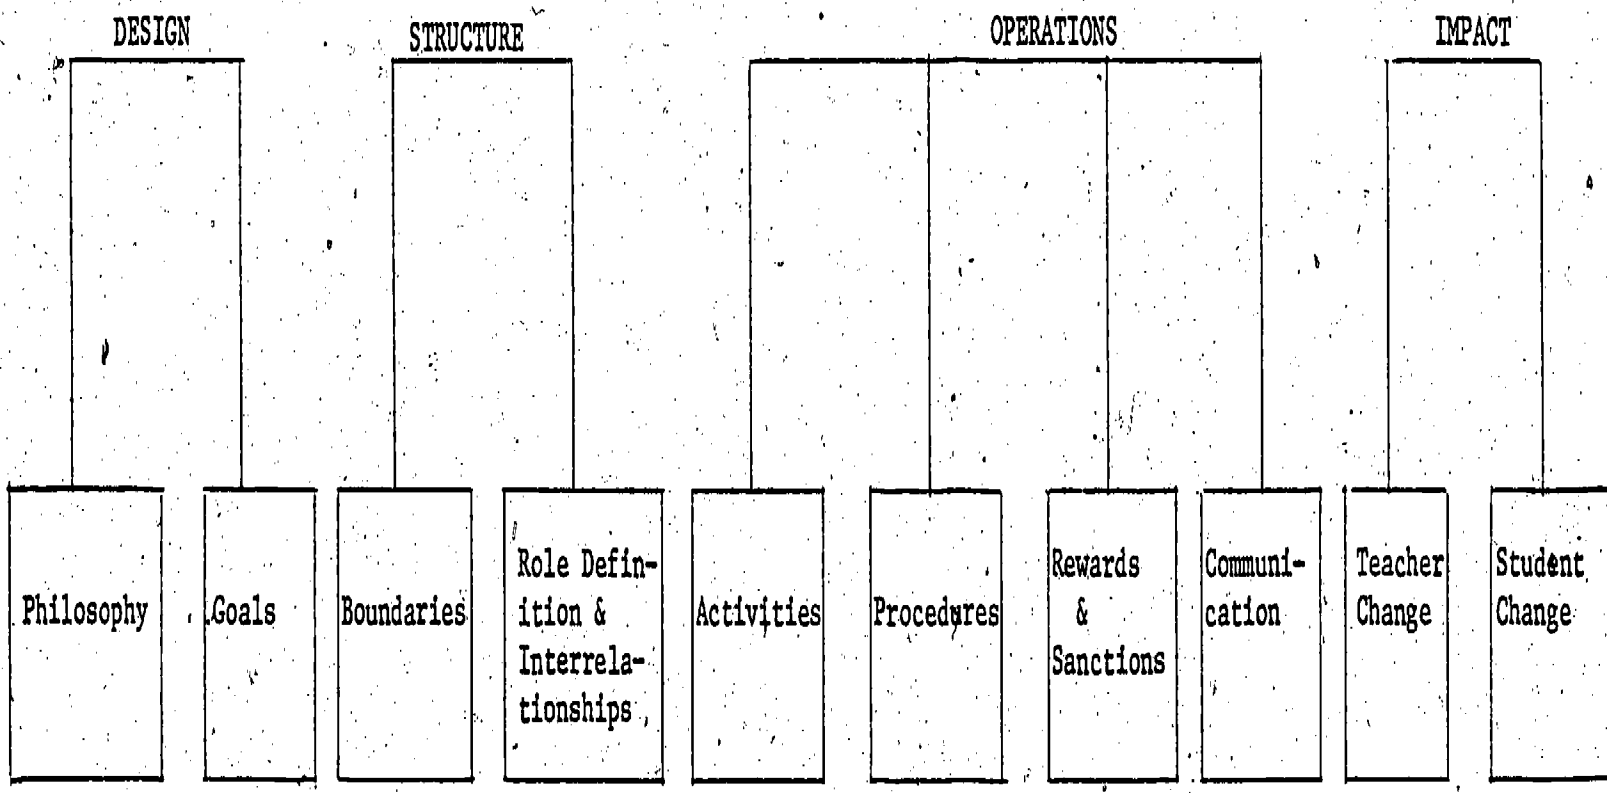 DESIGN
STRUCTURE
OPERATIONS
IMPACT
Philosophy
Goals
Boundaries
Role Defin-
ition &
Interrela-
tionships
Activities
Procedures
Rewards
&
Sanctions
Communi-
cation
Teacher
Change
Student
Change